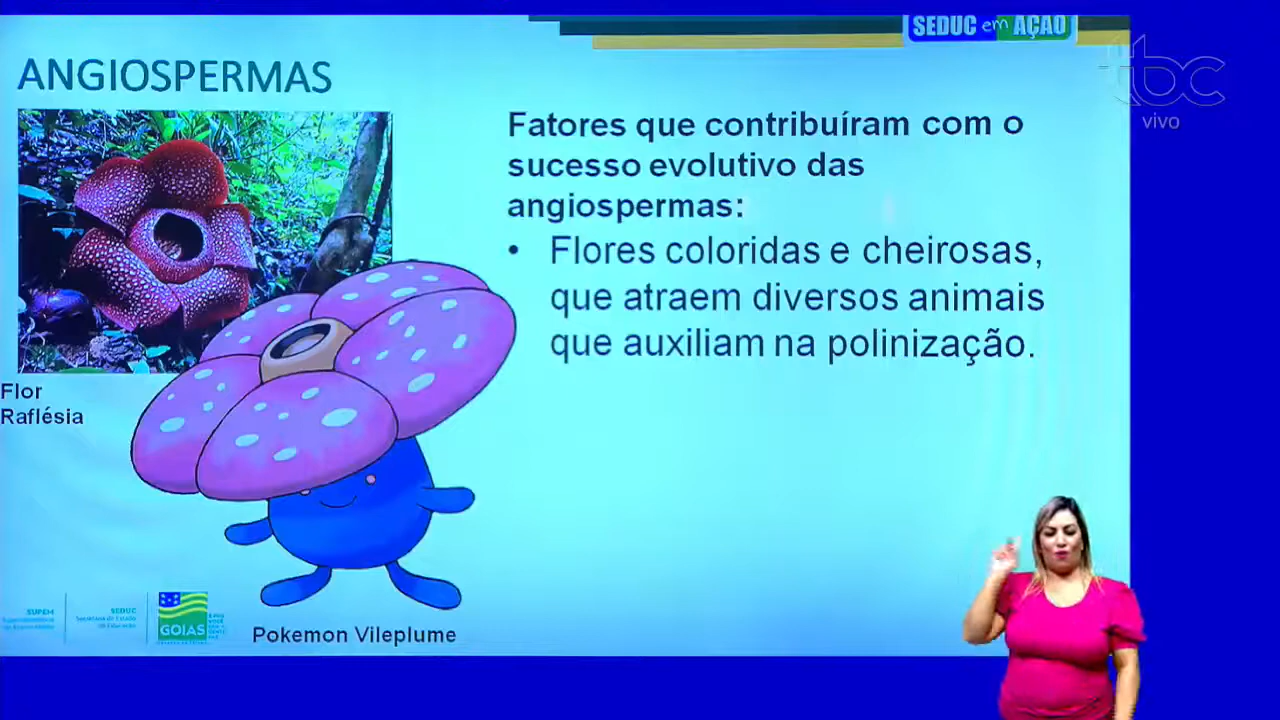 SEDUC em AÇÃO
tbc
vivo
ANGIOSPERMAS
Fatores que contribuíram com o
sucesso evolutivo das
angiospermas:
• Flores coloridas e cheirosas,
que atraem diversos animais
que auxiliam na polinização.
Flor
Raflésia
SUPEM
SEDUC
GOIÁS
Pokemon Vileplume